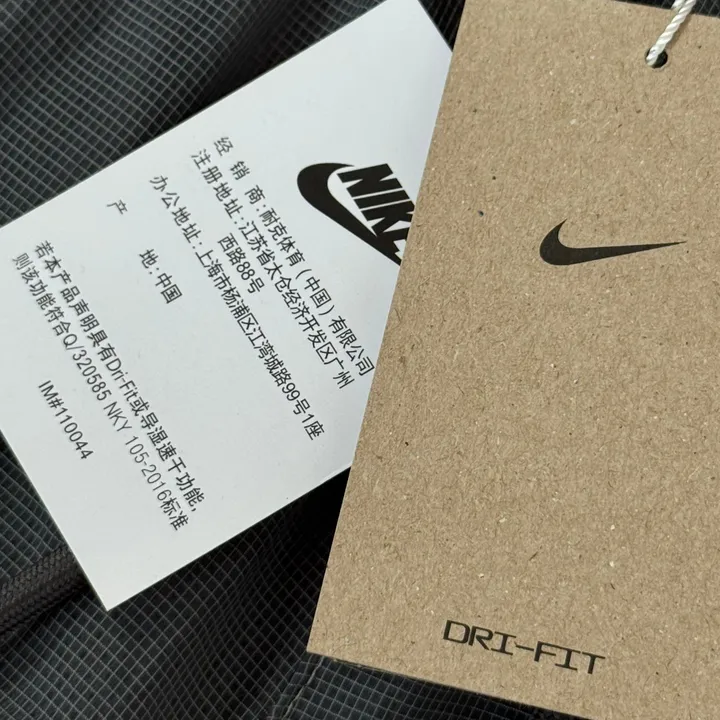 NIKE
经 销 商:耐克体育（中国）有限公司
注册地址:江苏省太仓经济开发区广州
西路88号
办公地址:上海市杨浦区江湾城路99号1座
产 地:中国
若本产品声明具有Dri-Fit或导湿速干功能,
则该功能符合Q/320585 NKY 105-2016标准
IM#110044
DRI-FIT